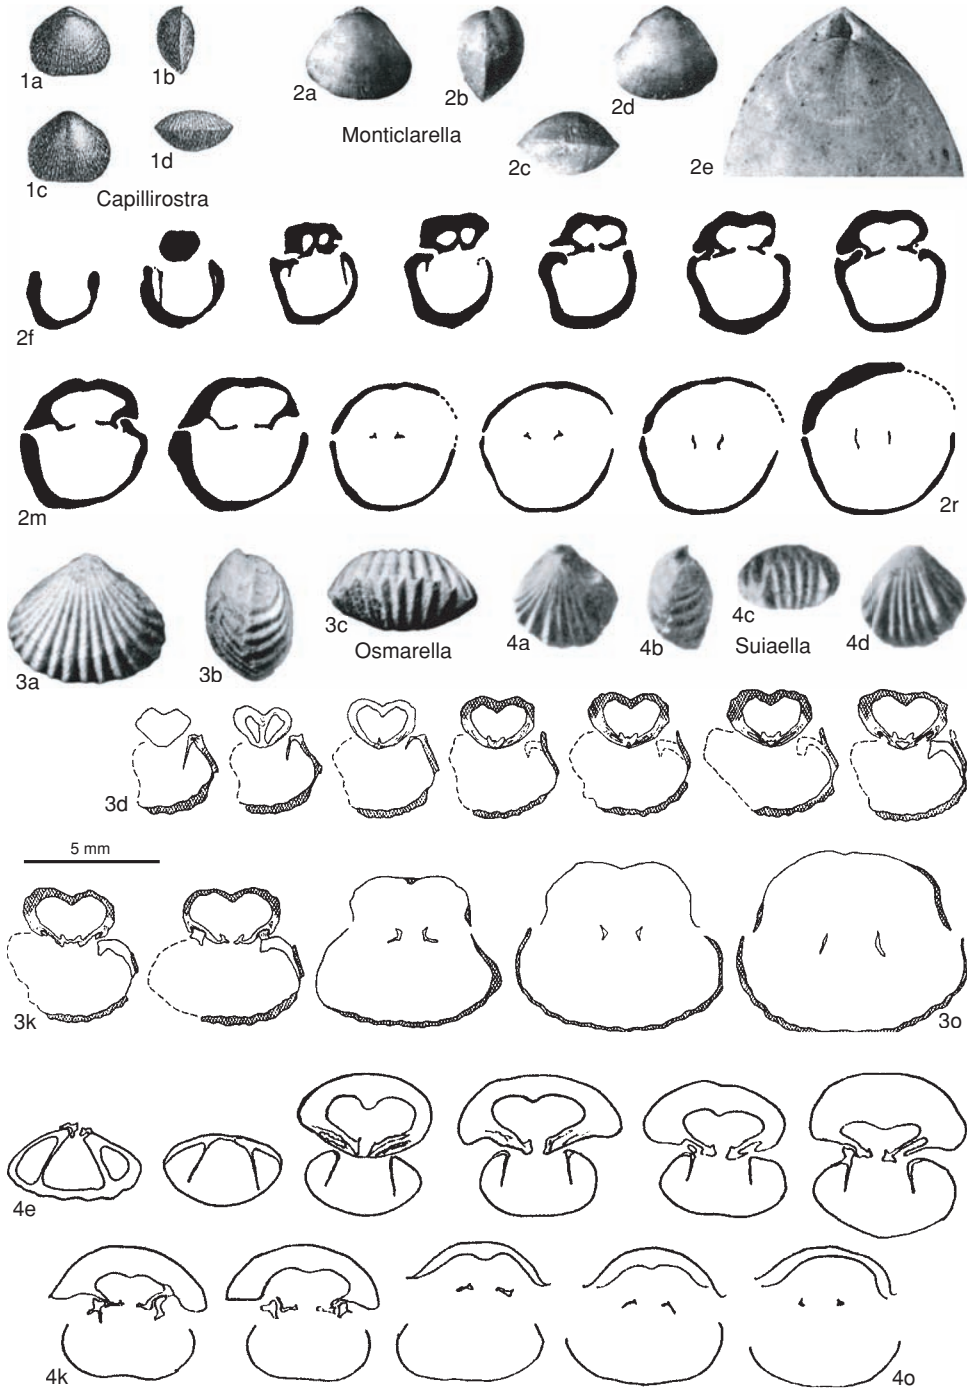 1a
1b
2a
2b
2d
1c
1d
Monticlarella
2c
2e
Capillirostra
2f
2m
2r
3a
3b
3c
Osmarella
4a
4b
4c
Suiaella
4d
3d
5 mm
3k
3o
4e
4k
4o